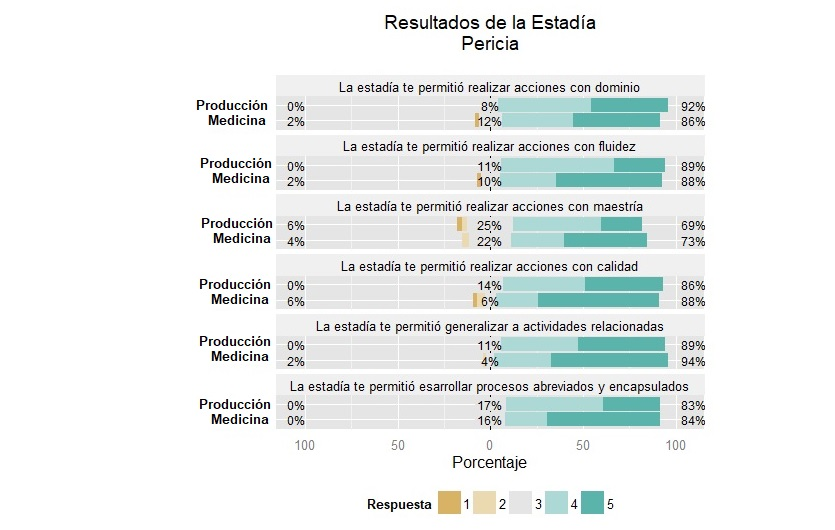 Resultados de la Estadía
Pericia
La estadía te permitió realizar acciones con dominio
Producción 0% 8% 92%
Medicina 2% 12% 86%
La estadía te permitió realizar acciones con fluidez
Producción 0% 11% 89%
Medicina 2% 10% 88%
La estadía te permitió realizar acciones con maestría
Producción 6% 25% 69%
Medicina 4% 22% 73%
La estadía te permitió realizar acciones con calidad
Producción 0% 14% 86%
Medicina 6% 6% 88%
La estadía te permitió generalizar a actividades relacionadas
Producción 0% 11% 89%
Medicina 2% 4% 94%
La estadía te permitió esarrollar procesos abreviados y encapsulados
Producción 0% 17% 83%
Medicina 0% 16% 84%
100 50 0 50 100
Porcentaje
Respuesta 1 2 3 4 5